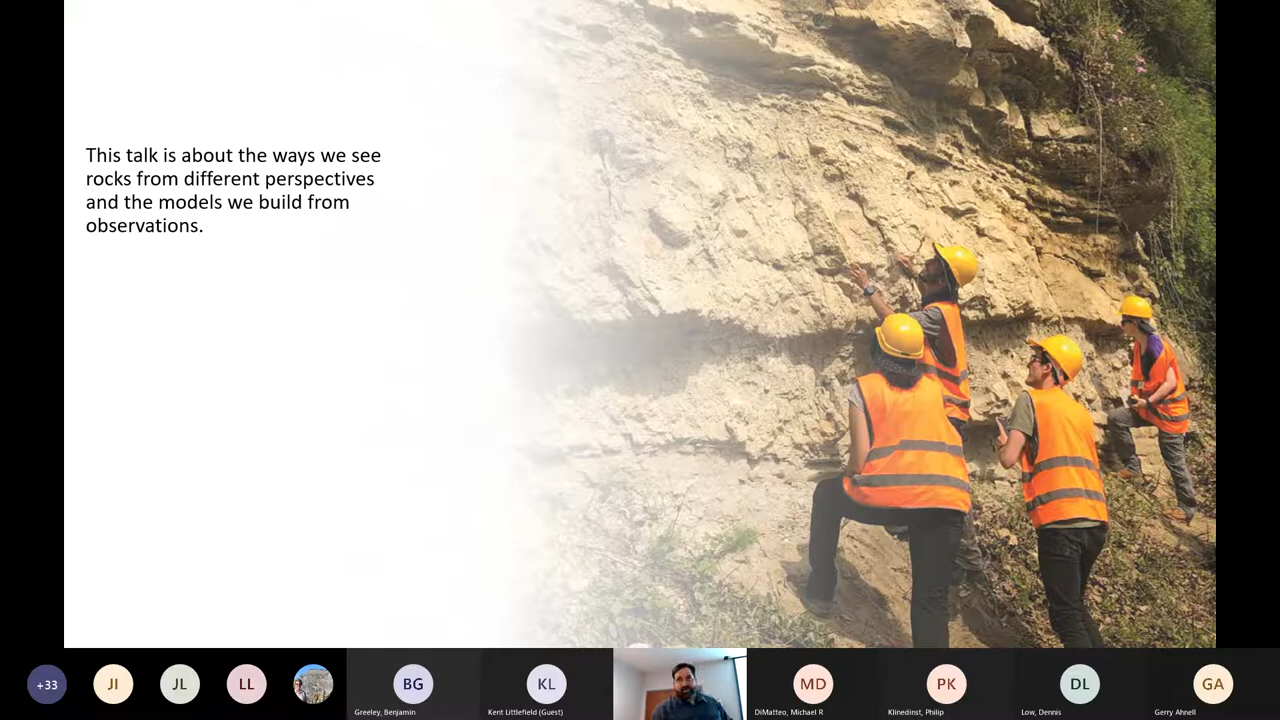 This talk is about the ways we see
rocks from different perspectives
and the models we build from
observations.
+33
JI
JL
LL
BG
Greeley, Benjamin
KL
Kent Littlefield (Guest)
MD
DiMatteo, Michael R
PK
Klinedinst, Philip
DL
Low, Dennis
GA
Gerry Ahnell